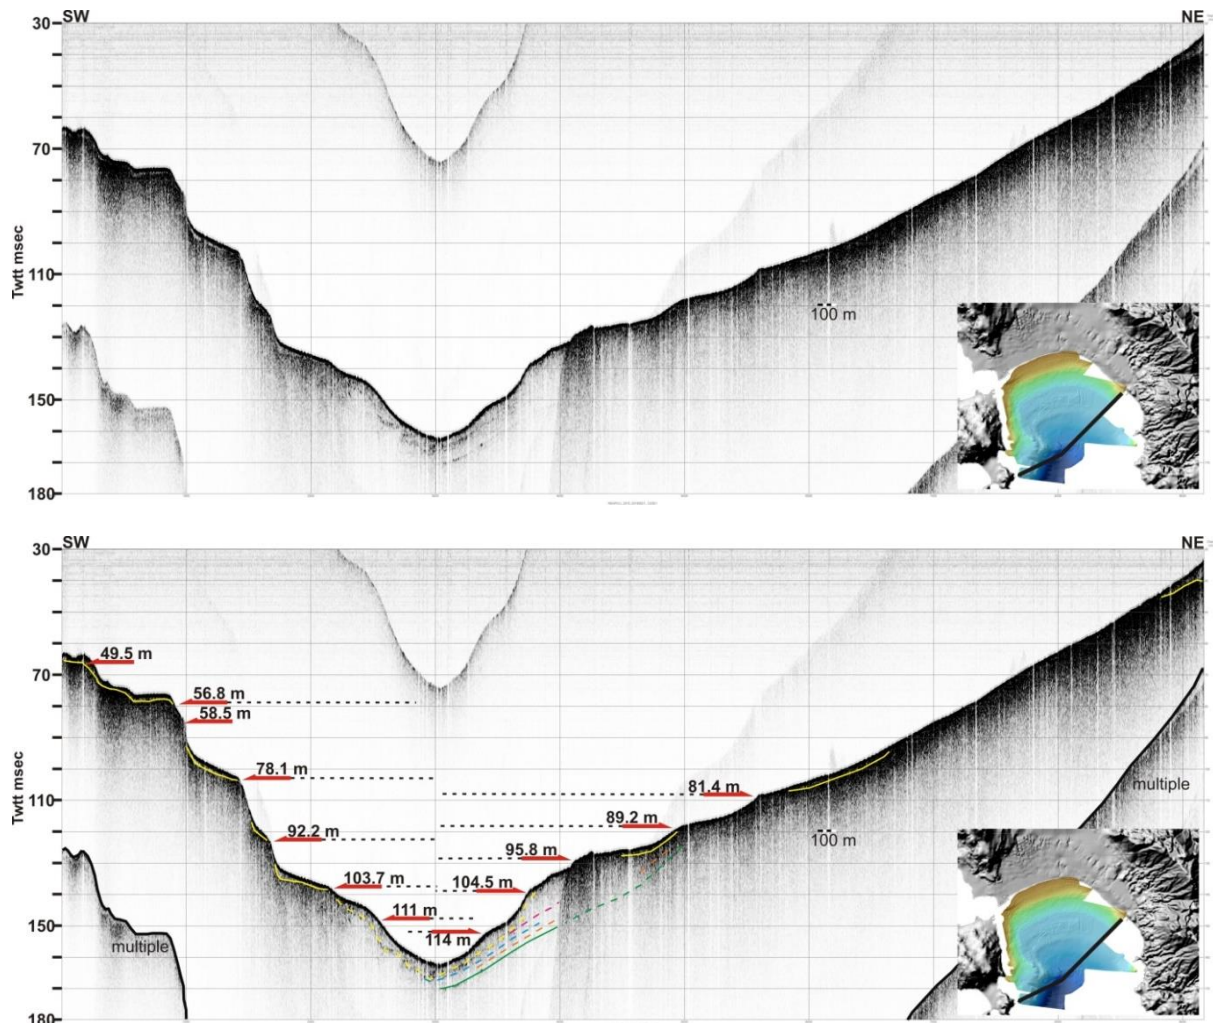 SW NE
30
70
110
150
180
Twtt msec
100 m
SW NE
30
70
110
150
180
Twtt msec
49.5 m
56.8 m
58.5 m
78.1 m
81.4 m
89.2 m
92.2 m
95.8 m
100 m
103.7 m
104.5 m
111 m
114 m
multiple
multiple